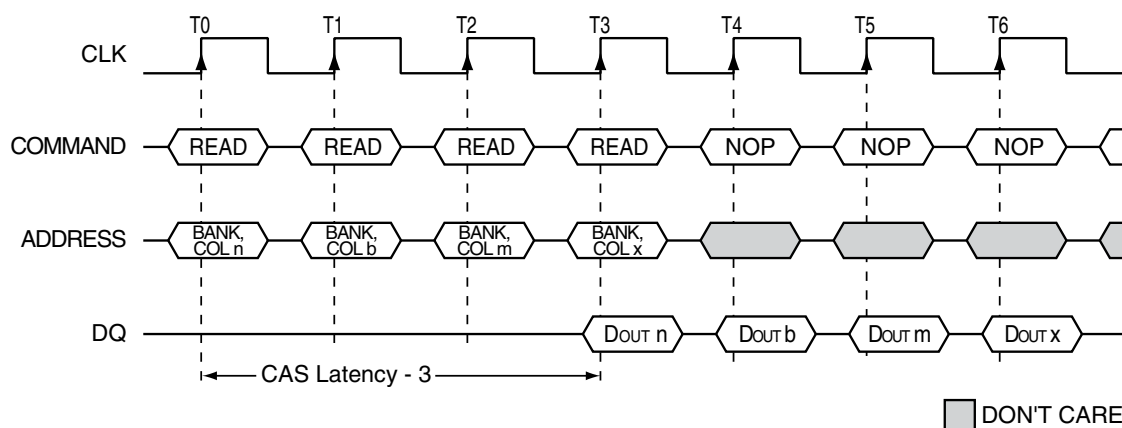 T0 T1 T2 T3 T4 T5 T6
CLK
COMMAND READ READ READ READ NOP NOP NOP
ADDRESS BANK, COL n BANK, COL b BANK, COL m BANK, COL x
DQ DOUT n DOUT b DOUT m DOUT x
CAS Latency - 3
DON'T CARE